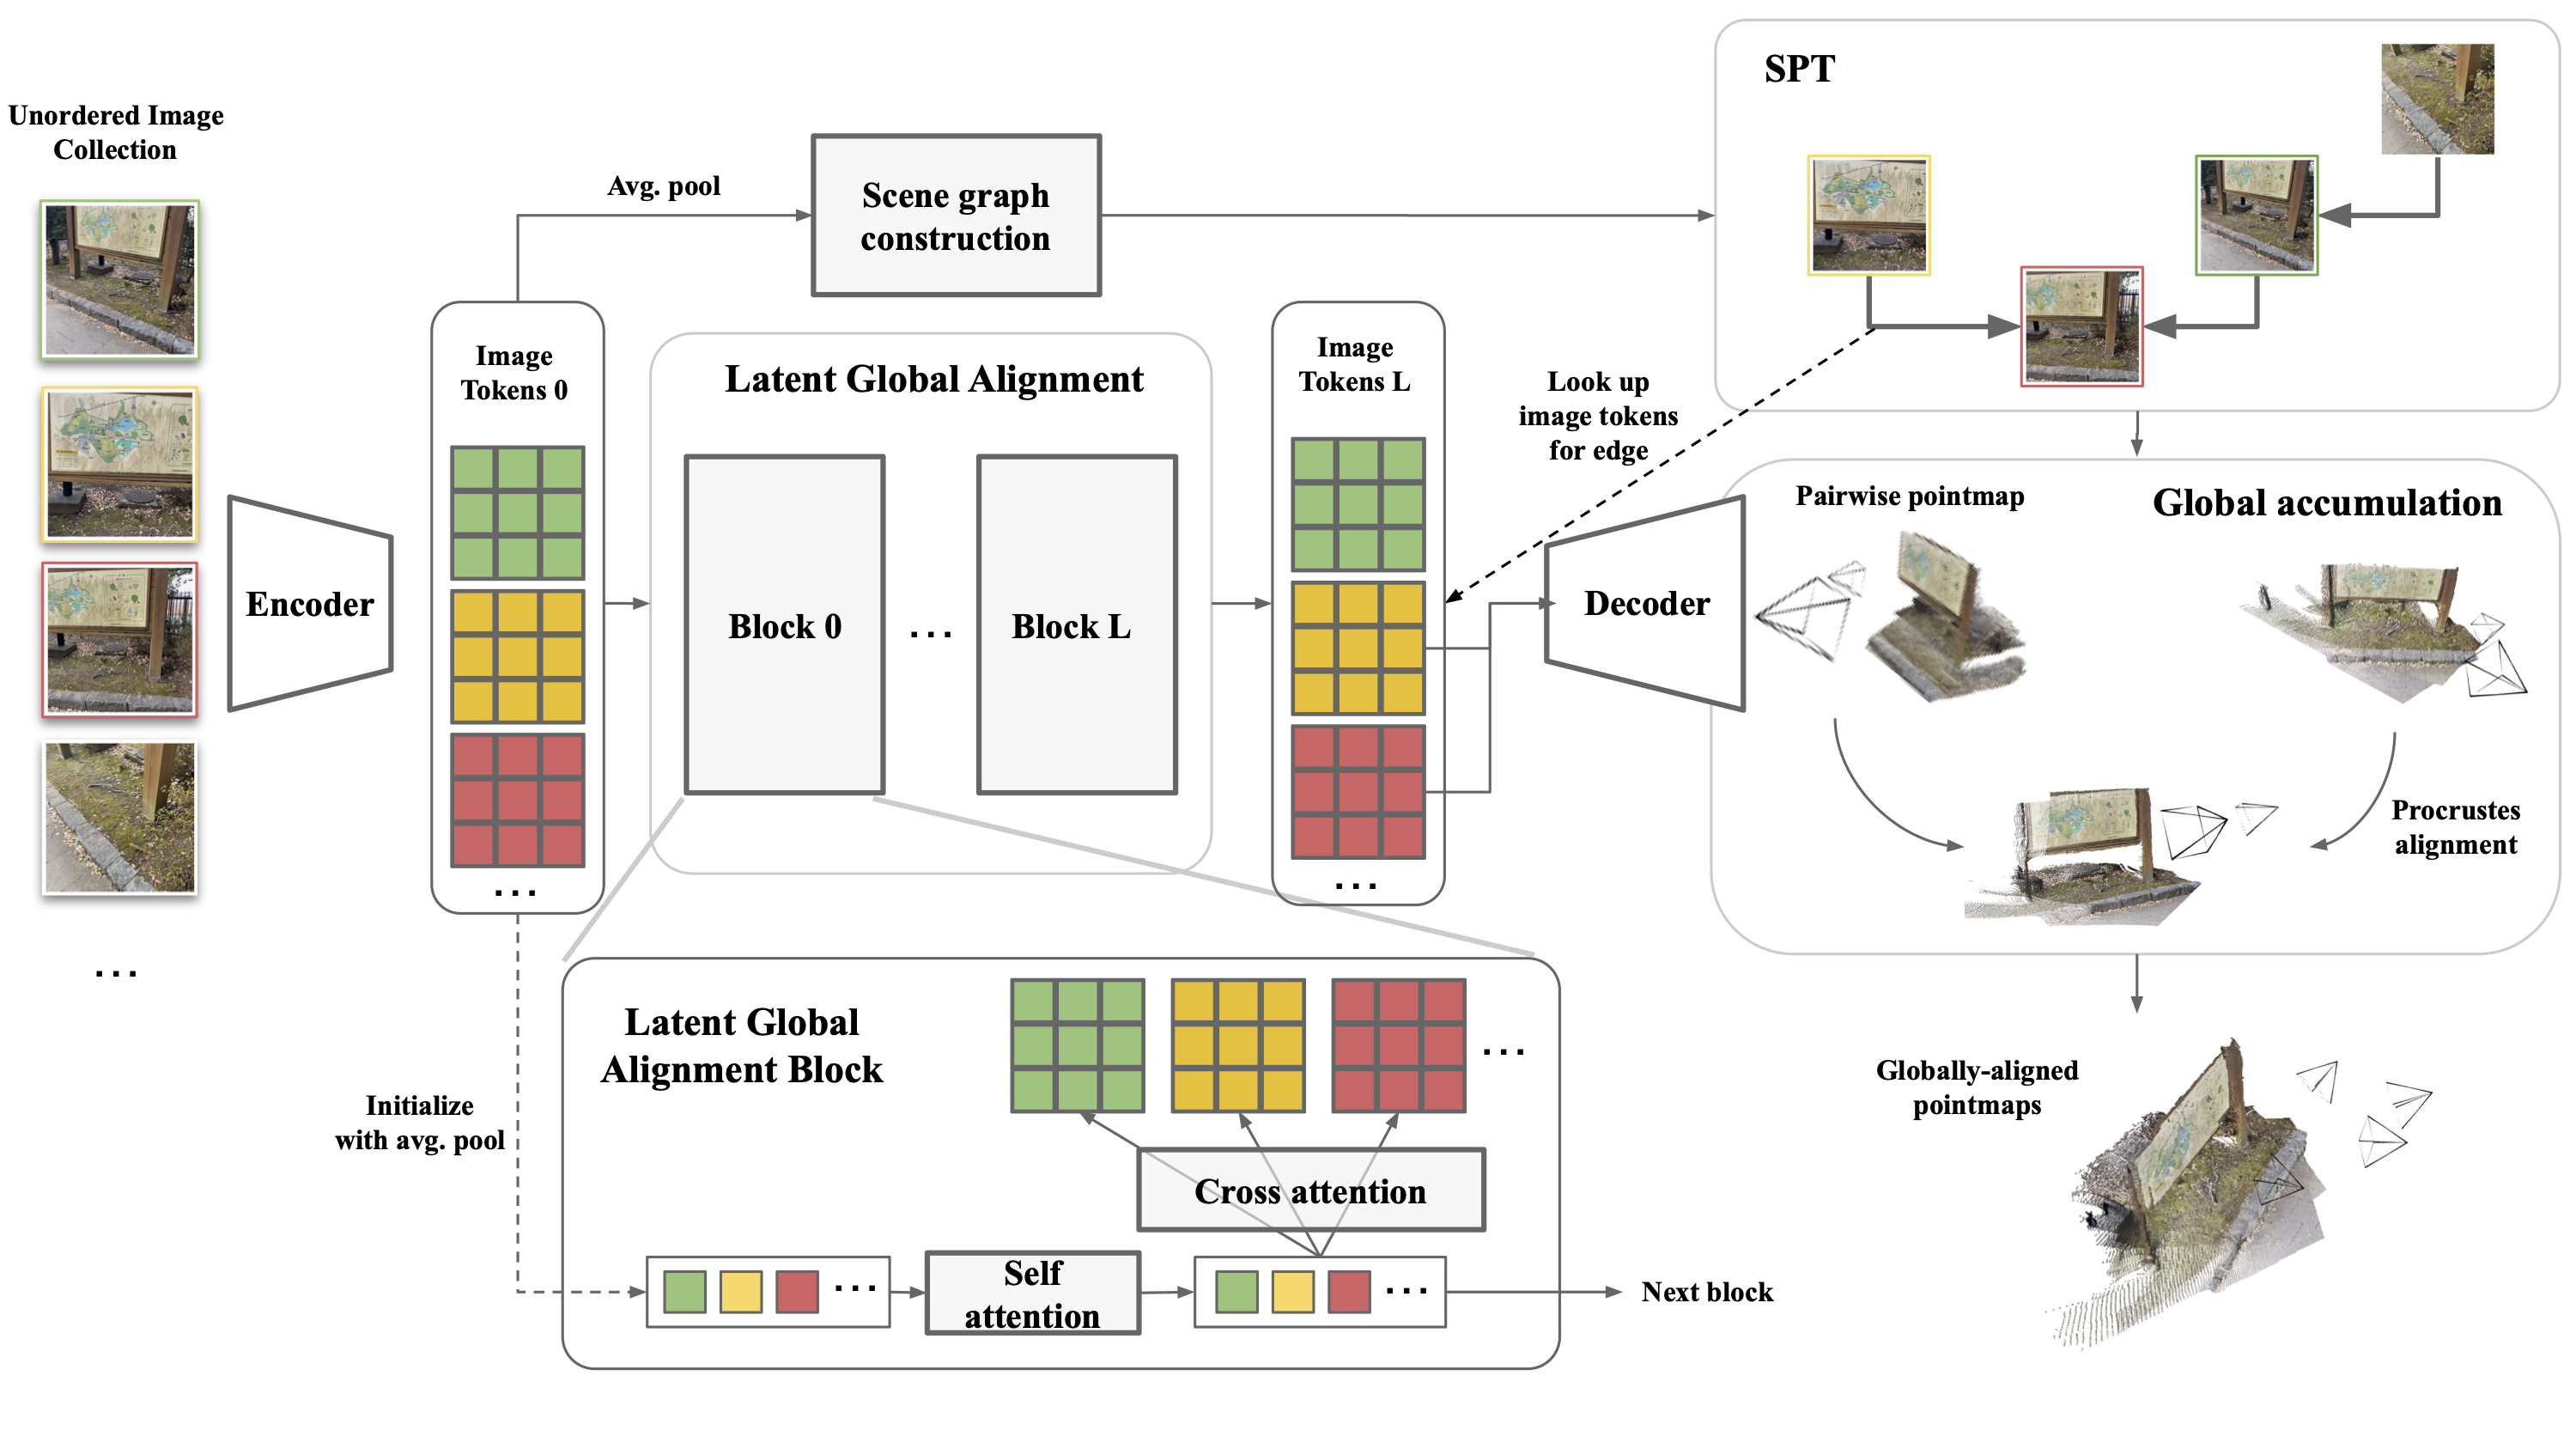 Unordered Image
Collection
Encoder
Image
Tokens 0
. . .
. . .
Avg. pool
Scene graph
construction
Latent Global Alignment
Block 0
. . .
Block L
Image
Tokens L
. . .
Look up
image tokens
for edge
SPT
Decoder
Pairwise pointmap
Global accumulation
Procrustes
alignment
Globally-aligned
pointmaps
Initialize
with avg. pool
Latent Global
Alignment Block
. . .
Cross attention
. . .
Self
attention
. . .
Next block